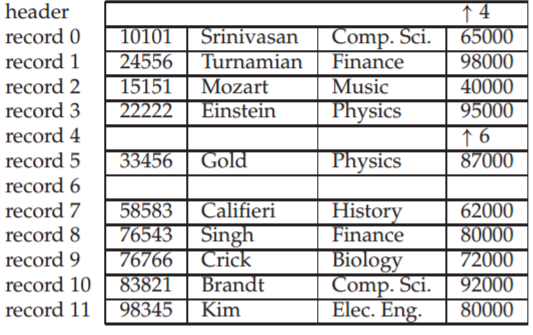 header ↑ 4
record 0 10101 Srinivasan Comp. Sci. 65000
record 1 24556 Turnamian Finance 98000
record 2 15151 Mozart Music 40000
record 3 22222 Einstein Physics 95000
record 4 ↑ 6
record 5 33456 Gold Physics 87000
record 6
record 7 58583 Califieri History 62000
record 8 76543 Singh Finance 80000
record 9 76766 Crick Biology 72000
record 10 83821 Brandt Comp. Sci. 92000
record 11 98345 Kim Elec. Eng. 80000